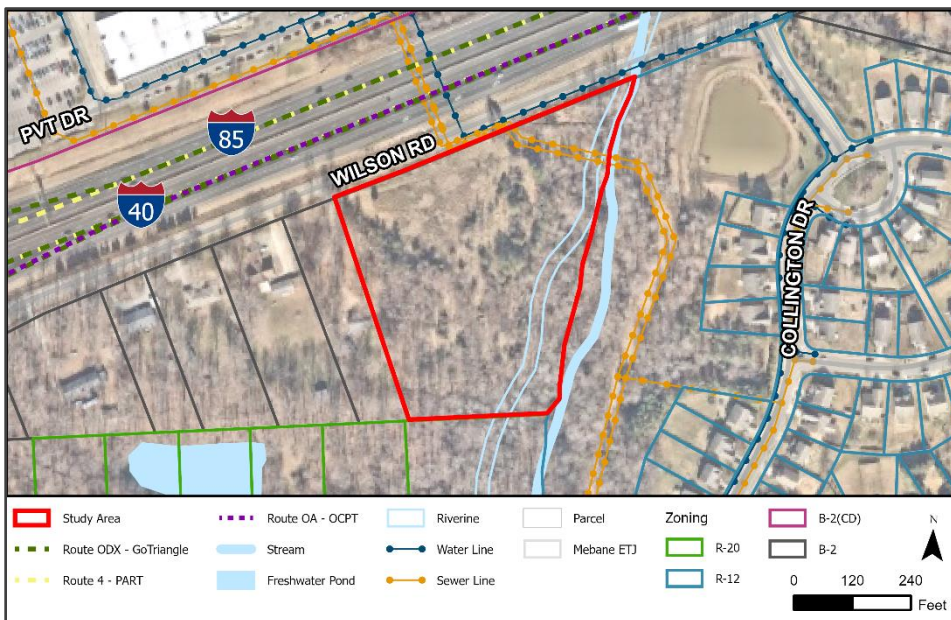 PVT DR
85
WILSON RD
40
COLLINGTON DR
Study Area
Route ODX - GoTriangle
Route 4 - PART
Route OA - OCPT
Stream
Freshwater Pond
Riverine
Water Line
Sewer Line
Parcel
Mebane ETJ
Zoning
R-20
R-12
B-2(CD)
B-2
N
0 120 240
Feet